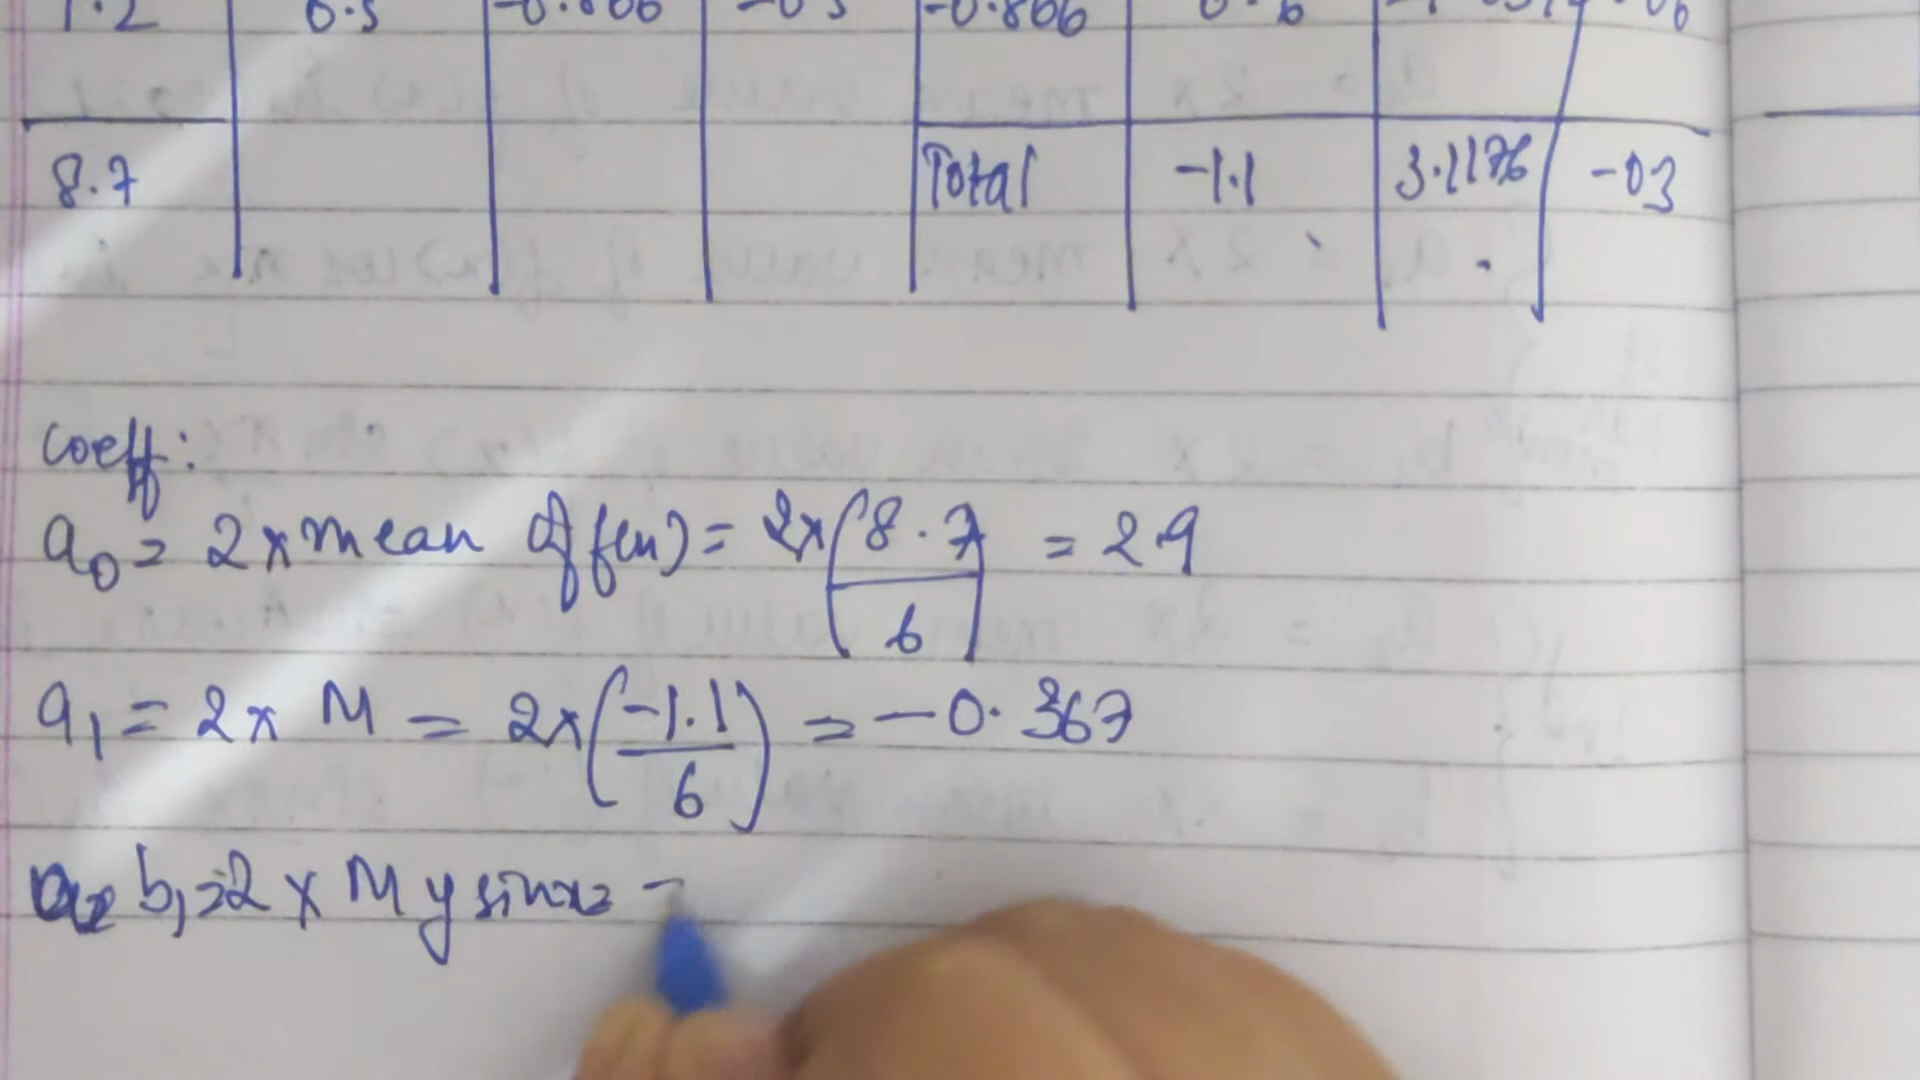 1.2 0.5 -0.866 -0.5 -0.866 0.6
8.7 Total -1.1 3.1176 -0.3
coeff:
a₀ = 2 x mean of f(x) = 2x(8.7/6) = 2.9
a₁ = 2 x M = 2x(-1.1/6) = -0.367
b₁ = 2 x M y sinx =